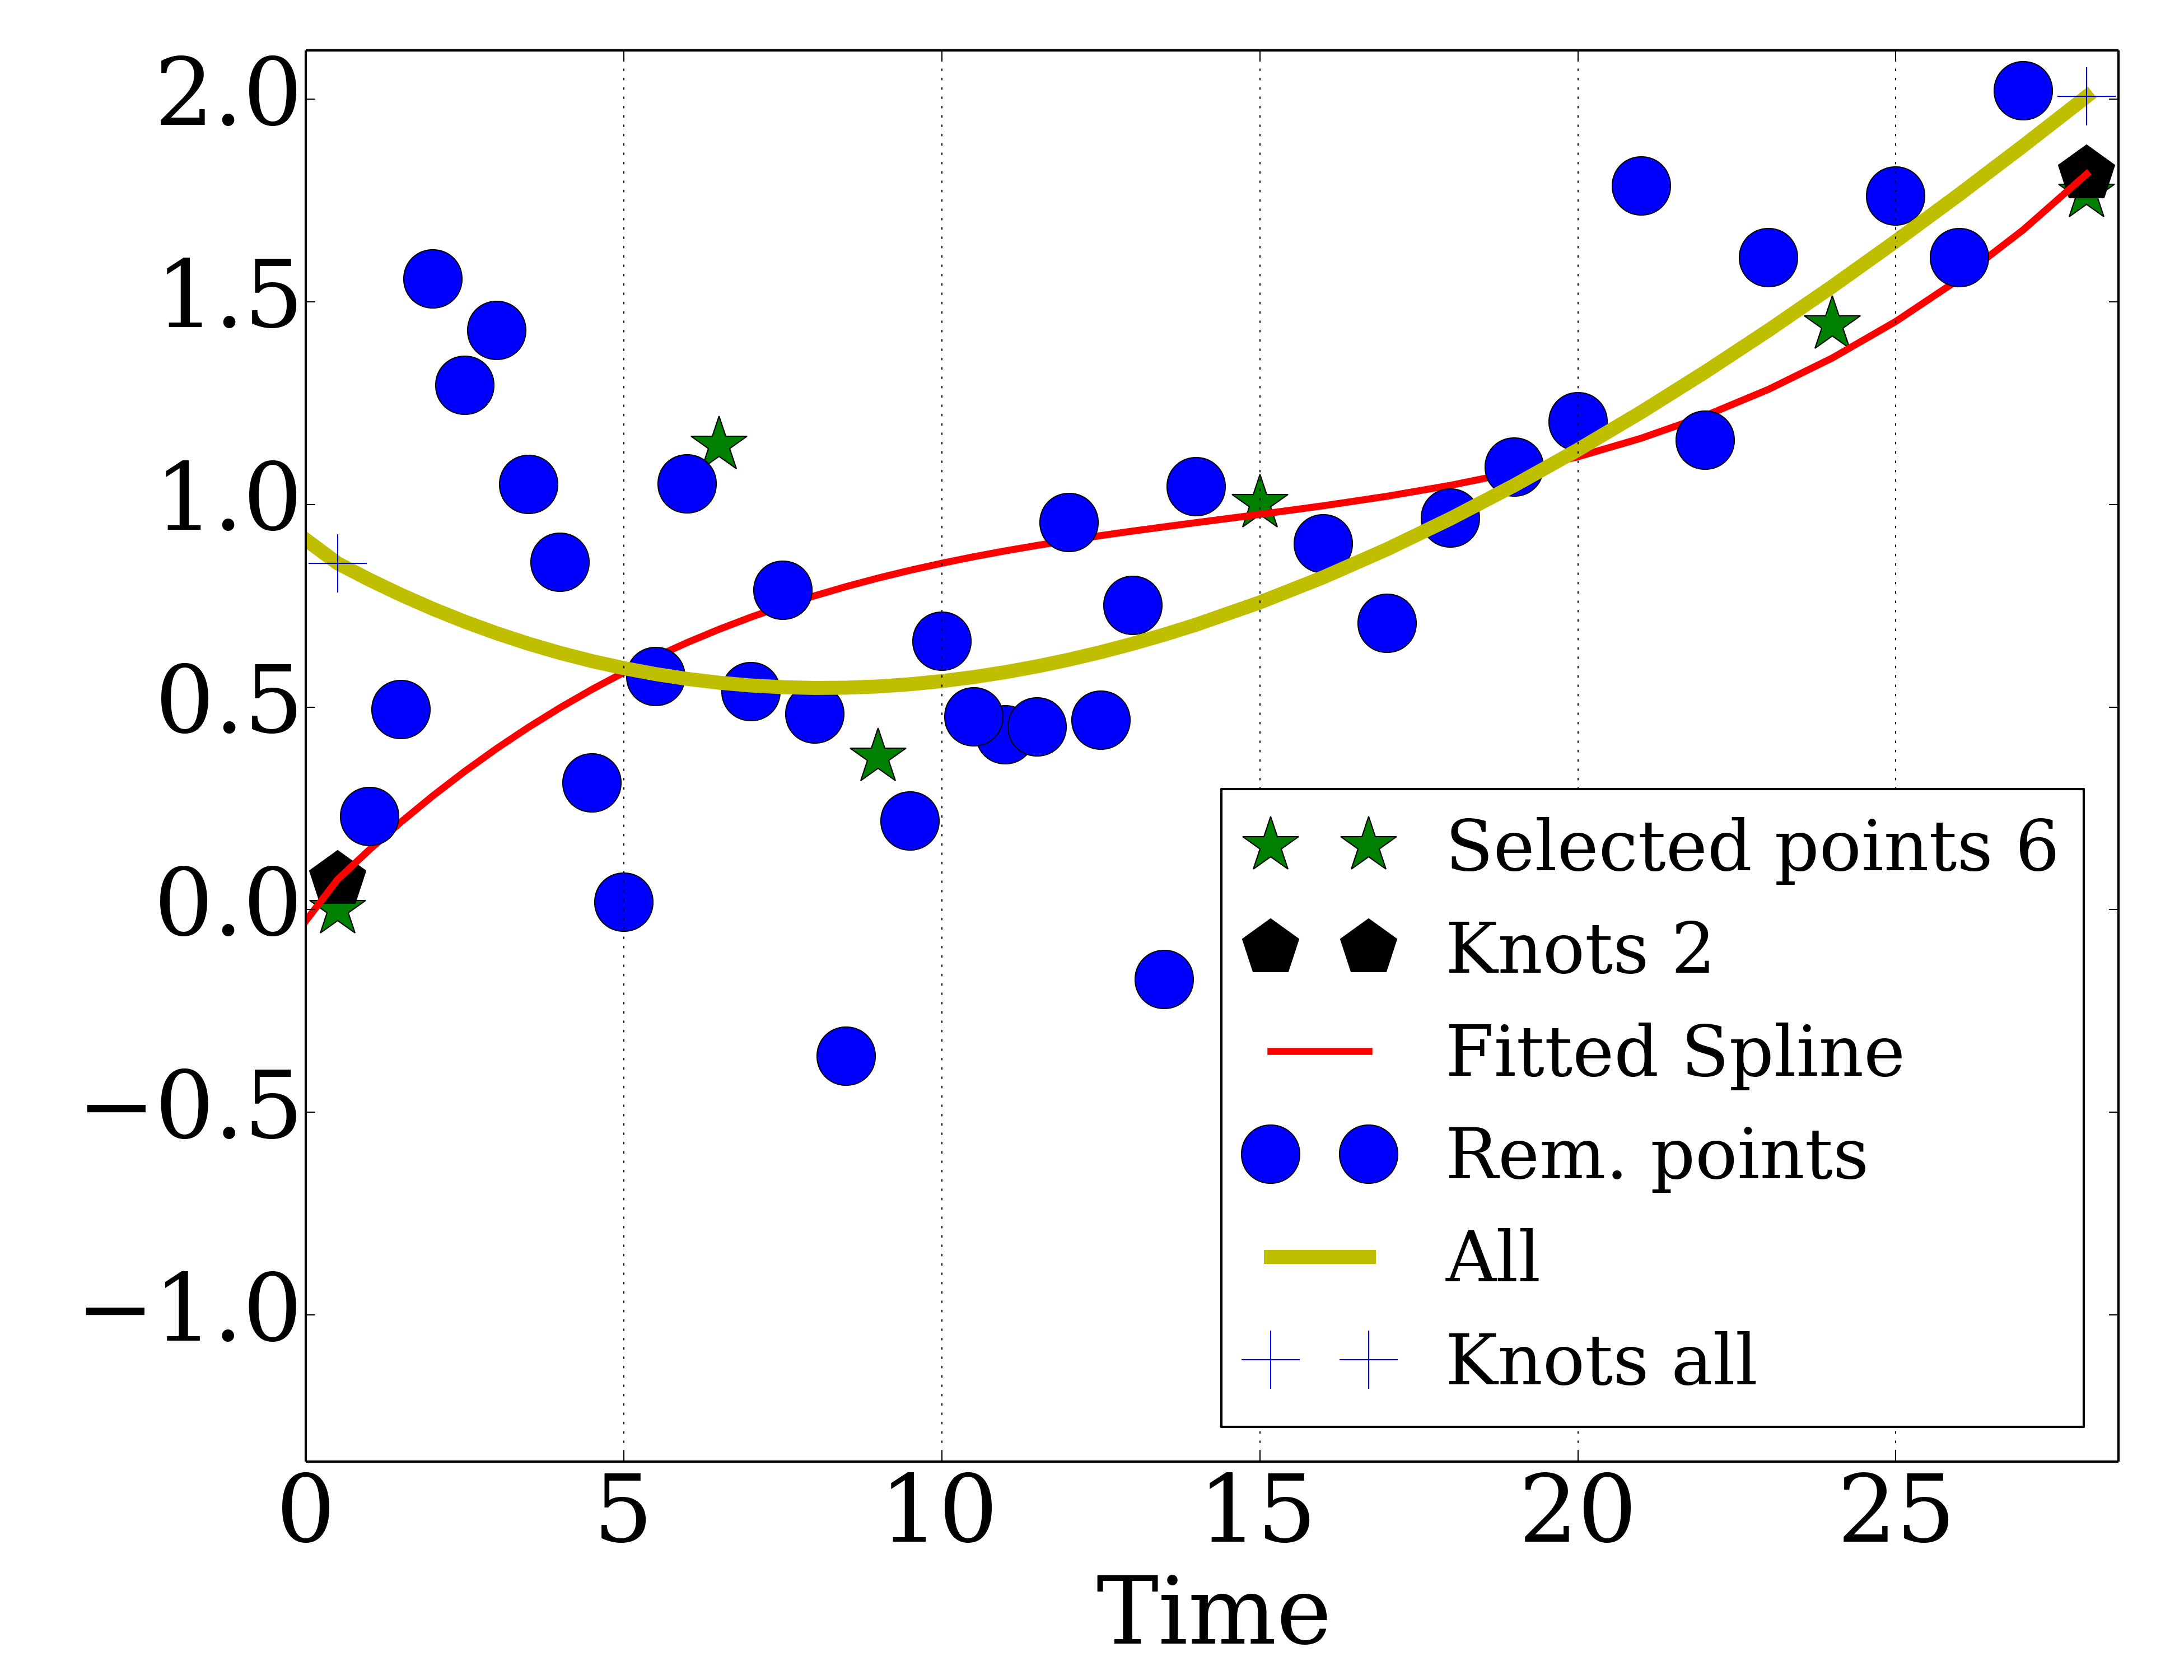 2.0
1.5
1.0
0.5
0.0
−0.5
−1.0
Selected points 6
Knots 2
Fitted Spline
Rem. points
All
Knots all
0 5 10 15 20 25
Time